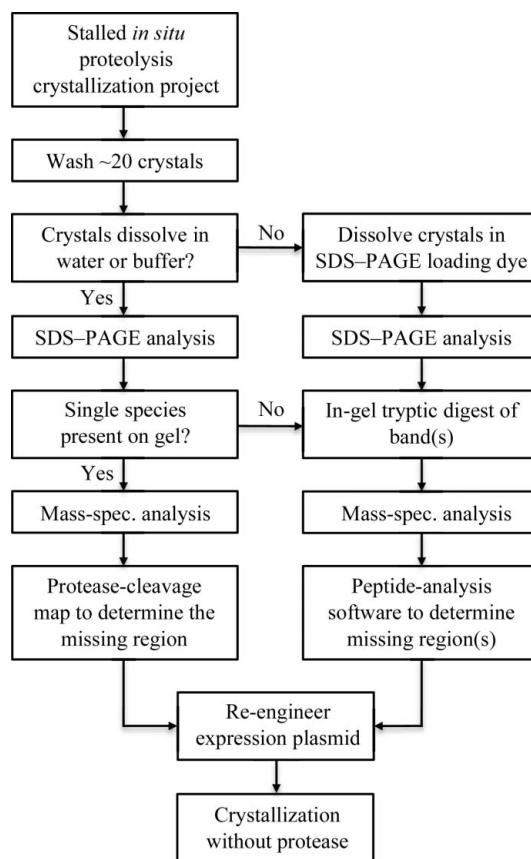 Stalled in situ
proteolysis
crystallization project
Wash ~20 crystals
Crystals dissolve in
water or buffer?
No
Dissolve crystals in
SDS–PAGE loading dye
Yes
SDS–PAGE analysis
SDS–PAGE analysis
Single species
present on gel?
No
In-gel tryptic digest of
band(s)
Yes
Mass-spec. analysis
Mass-spec. analysis
Protease-cleavage
map to determine the
missing region
Peptide-analysis
software to determine
missing region(s)
Re-engineer
expression plasmid
Crystallization
without protease